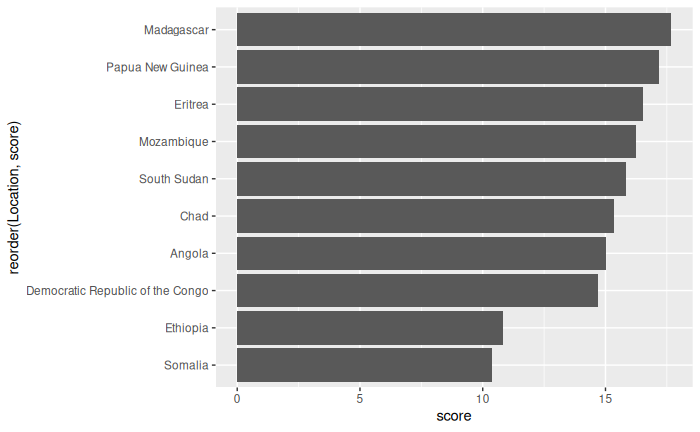 reorder(Location, score)
Madagascar
Papua New Guinea
Eritrea
Mozambique
South Sudan
Chad
Angola
Democratic Republic of the Congo
Ethiopia
Somalia
0 5 10 15
score